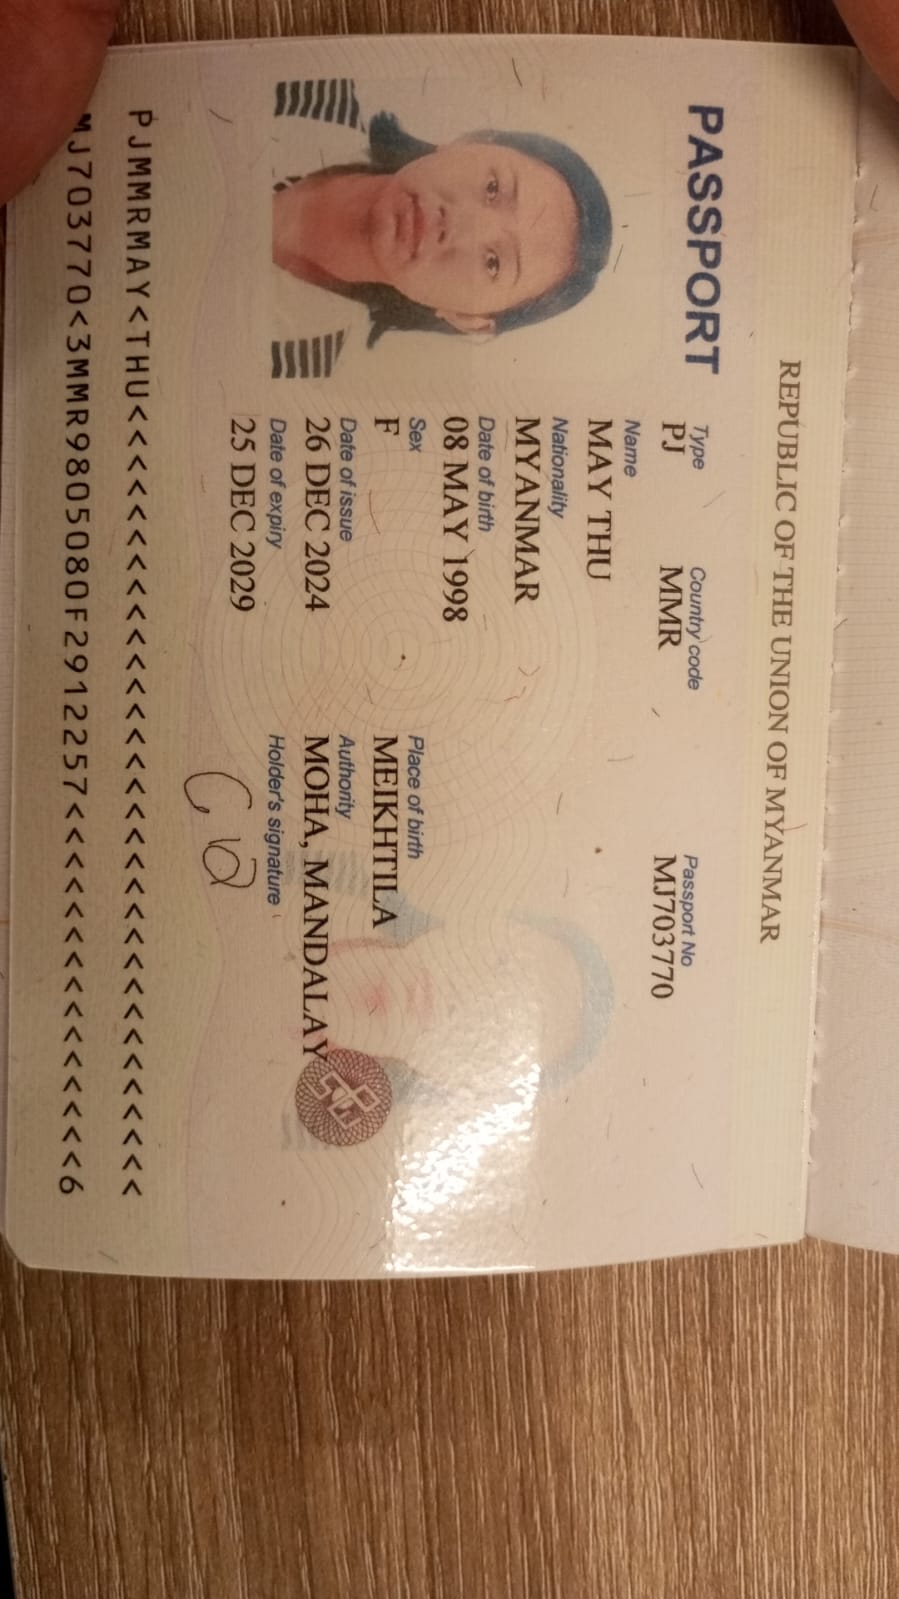 REPUBLIC OF THE UNION OF MYANMAR
PASSPORT
Type Country code Passport No
PJ MMR MJ703770
Name
MAY THU
Nationality
MYANMAR
Date of birth
08 MAY 1998
Sex Place of birth
F MEIKHTILA
Date of issue Authority
26 DEC 2024 MOHA, MANDALAY
Date of expiry Holder's signature
25 DEC 2029
PJMMRMAY<THU<<<<<<<<<<<<<<<<<<<<<<<<<<<<<<<<
MJ703770<3MMR9805080F2912257<<<<<<<<<<<<<<<6